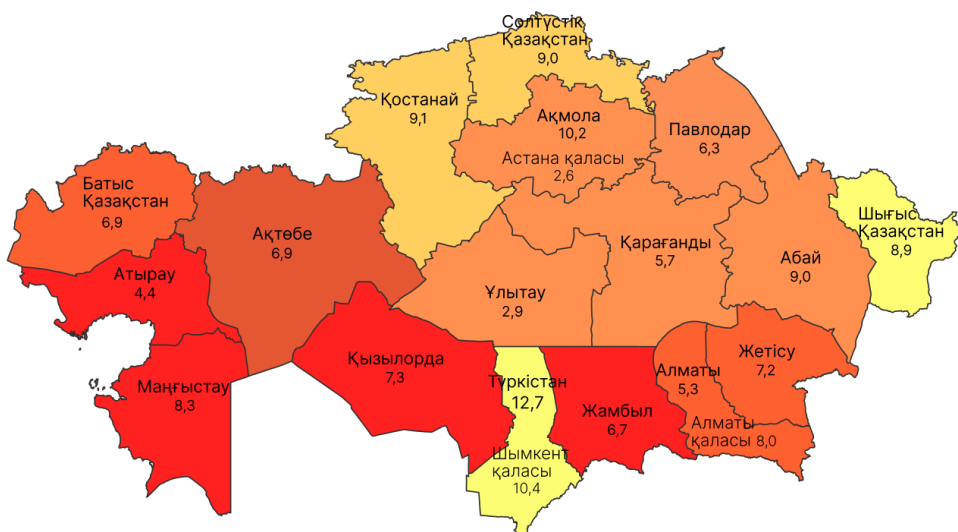 Солтүстік
Қазақстан
9,0
Қостанай
9,1
Ақмола
10,2
Астана қаласы
2,6
Павлодар
6,3
Батыс
Қазақстан
6,9
Ақтөбе
6,9
Атырау
4,4
Маңғыстау
8,3
Қызылорда
7,3
Ұлытау
2,9
Қарағанды
5,7
Абай
9,0
Шығыс
Қазақстан
8,9
Түркістан
12,7
Шымкент
қаласы
10,4
Жамбыл
6,7
Алматы
5,3
Жетісу
7,2
Алматы
қаласы 8,0